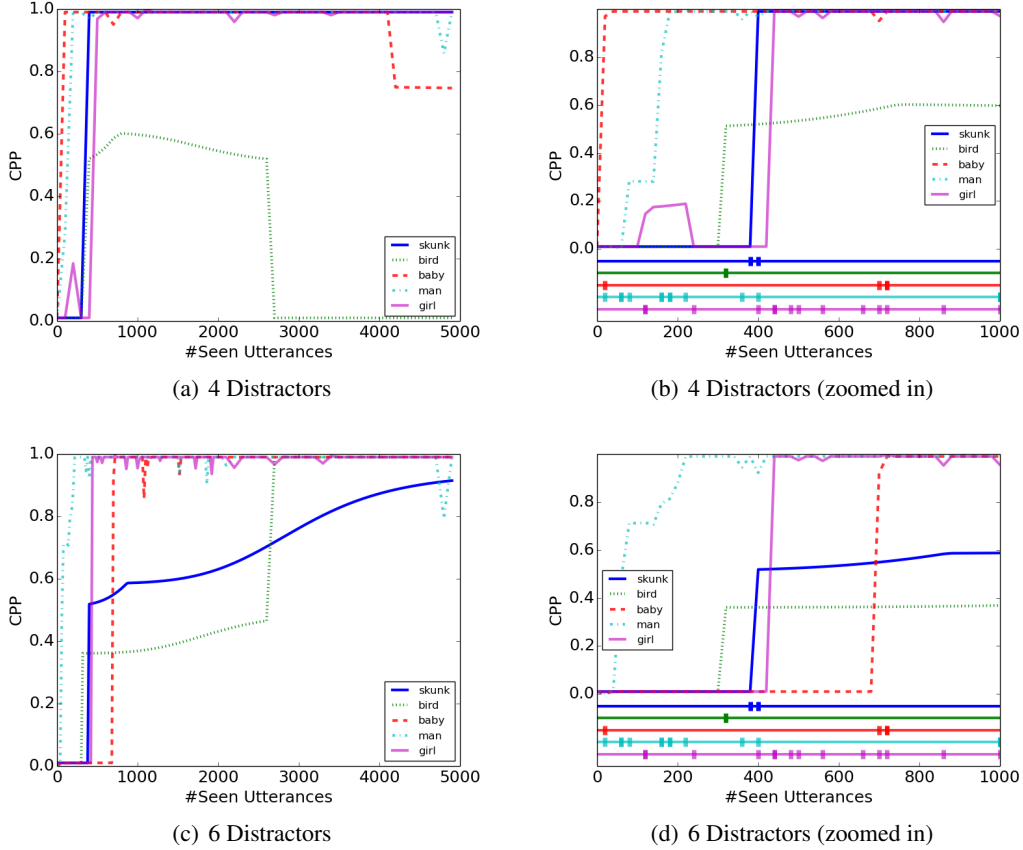 1.0
0.8
0.6
0.4
0.2
0.0
CPP
0 1000 2000 3000 4000 5000
#Seen Utterances
skunk
bird
baby
man
girl
(a) 4 Distractors
0.8
0.6
0.4
0.2
0.0
CPP
0 200 400 600 800 1000
#Seen Utterances
skunk
bird
baby
man
girl
(b) 4 Distractors (zoomed in)
1.0
0.8
0.6
0.4
0.2
0.0
CPP
0 1000 2000 3000 4000 5000
#Seen Utterances
skunk
bird
baby
man
girl
(c) 6 Distractors
0.8
0.6
0.4
0.2
0.0
CPP
0 200 400 600 800 1000
#Seen Utterances
skunk
bird
baby
man
girl
(d) 6 Distractors (zoomed in)